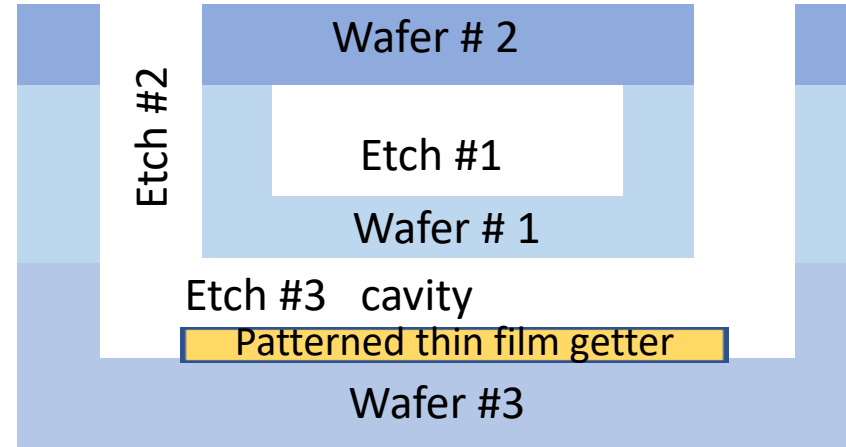 Wafer # 2
Etch #2
Etch #1
Wafer # 1
Etch #3 cavity
Patterned thin film getter
Wafer #3